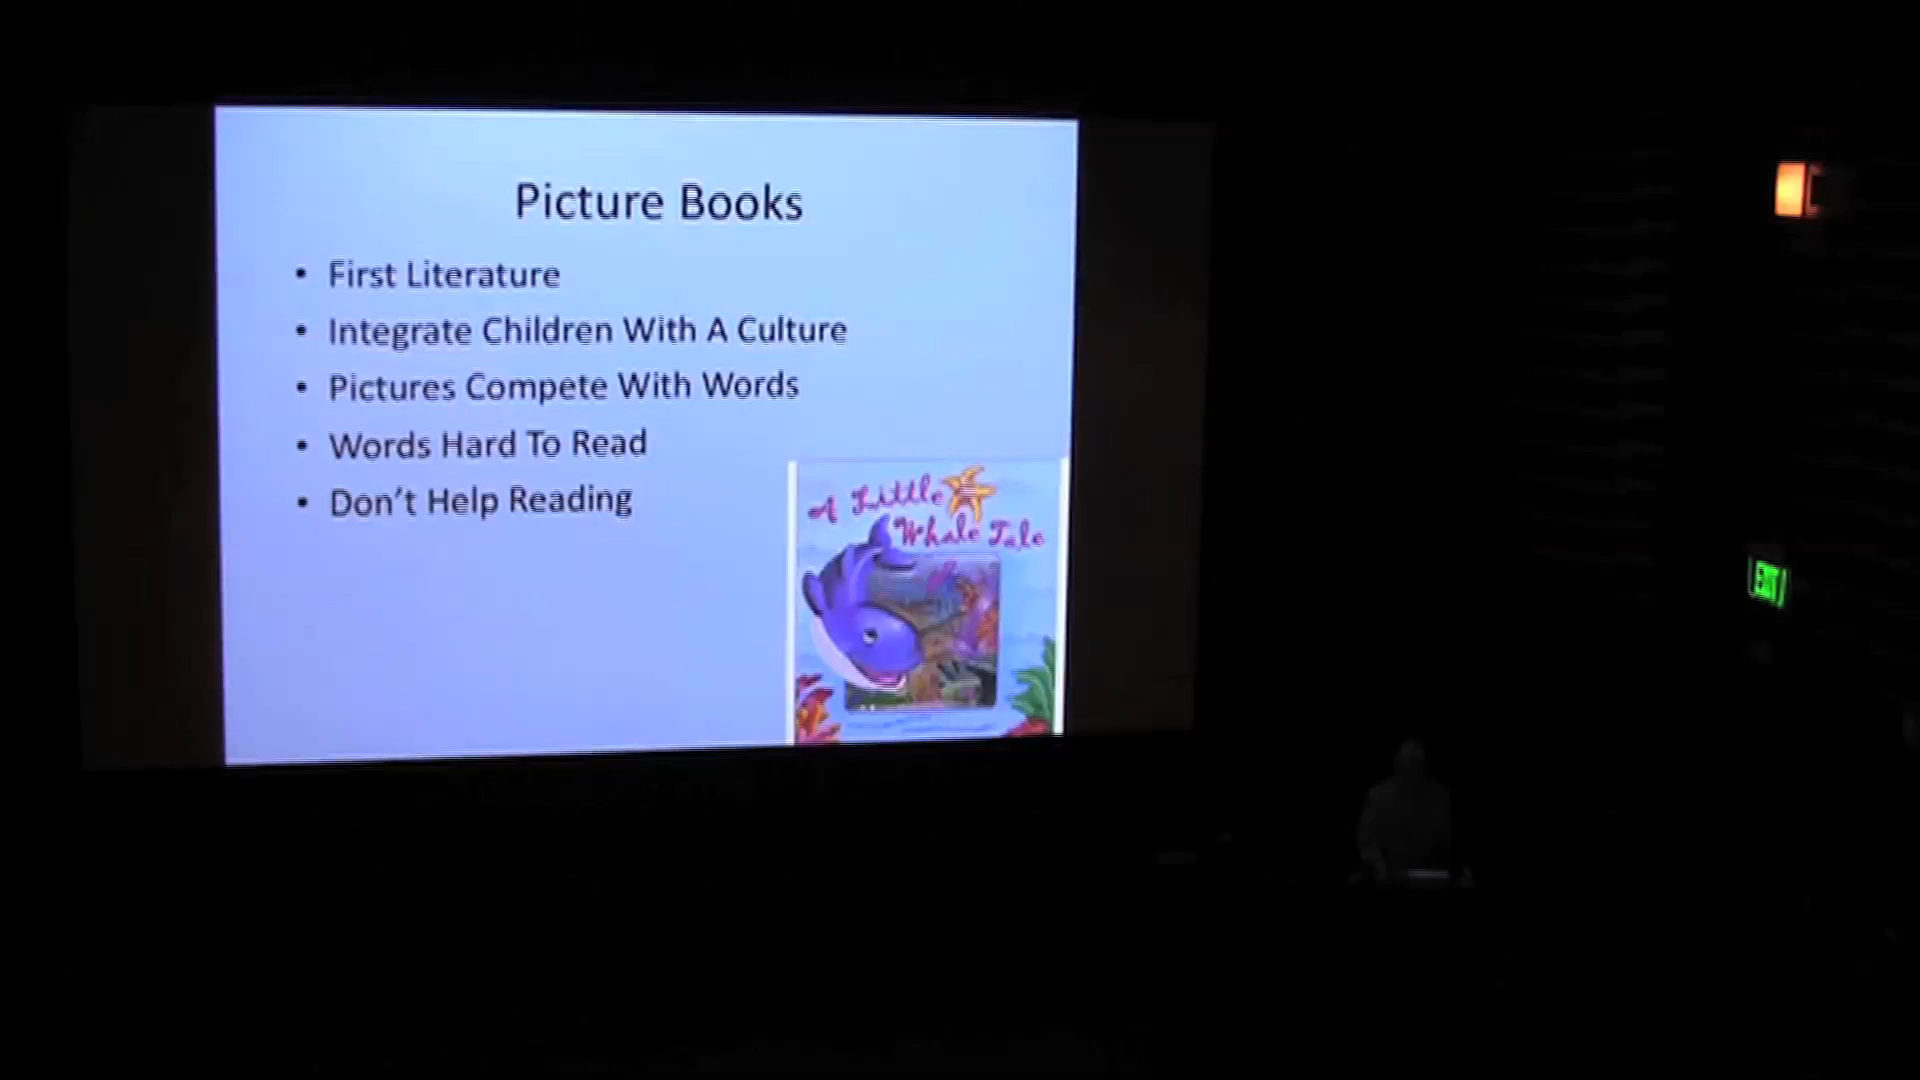 Picture Books
• First Literature
• Integrate Children With A Culture
• Pictures Compete With Words
• Words Hard To Read
• Don't Help Reading
A Little
Whale Tale
EXIT